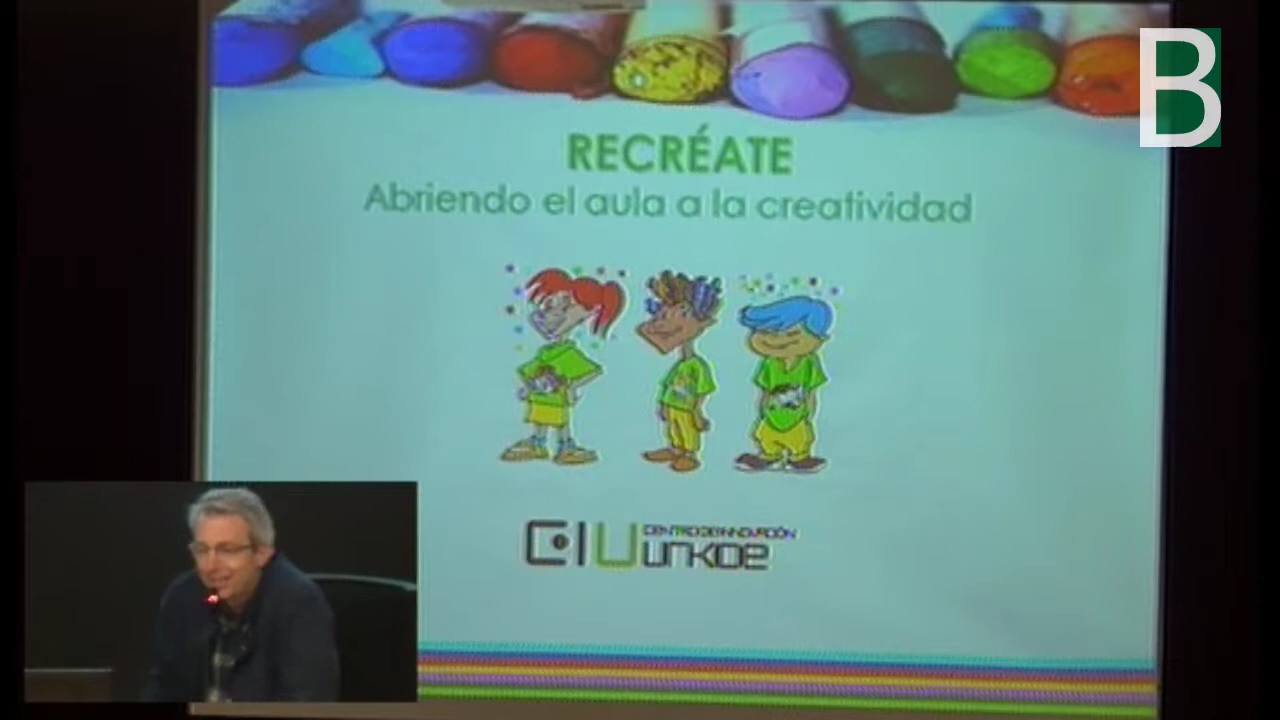 B
RECRÉATE
Abriendo el aula a la creatividad
CIU
CENTRO DE INNOVACIÓN